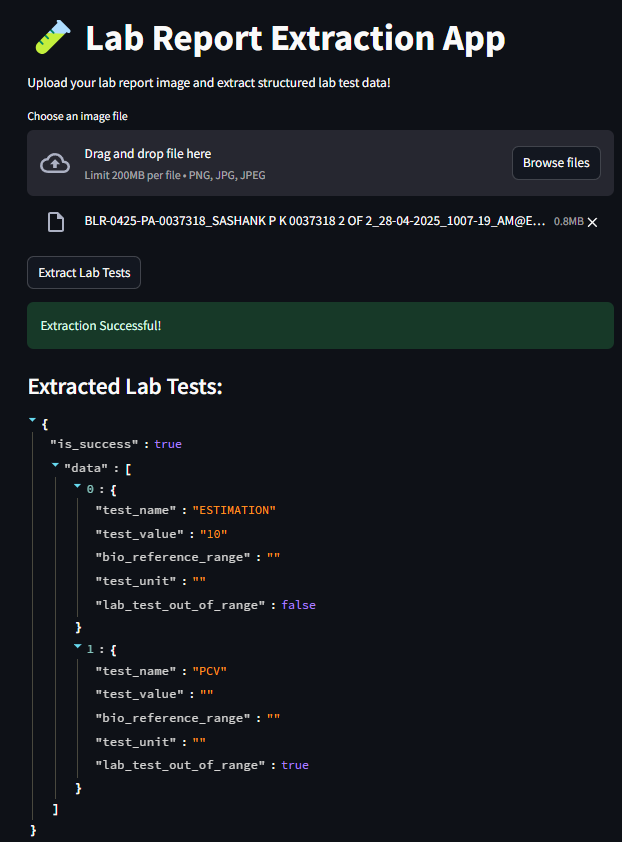 Lab Report Extraction App
Upload your lab report image and extract structured lab test data!
Choose an image file
Drag and drop file here
Limit 200MB per file • PNG, JPG, JPEG
Browse files
BLR-0425-PA-0037318_SASHANK P K 0037318 2 OF 2_28-04-2025_1007-19_AM@E... 0.8MB
Extract Lab Tests
Extraction Successful!
Extracted Lab Tests:
{
"is_success" : true
"data" : [
0 : {
"test_name" : "ESTIMATION"
"test_value" : "10"
"bio_reference_range" : ""
"test_unit" : ""
"lab_test_out_of_range" : false
}
1 : {
"test_name" : "PCV"
"test_value" : ""
"bio_reference_range" : ""
"test_unit" : ""
"lab_test_out_of_range" : true
}
]
}